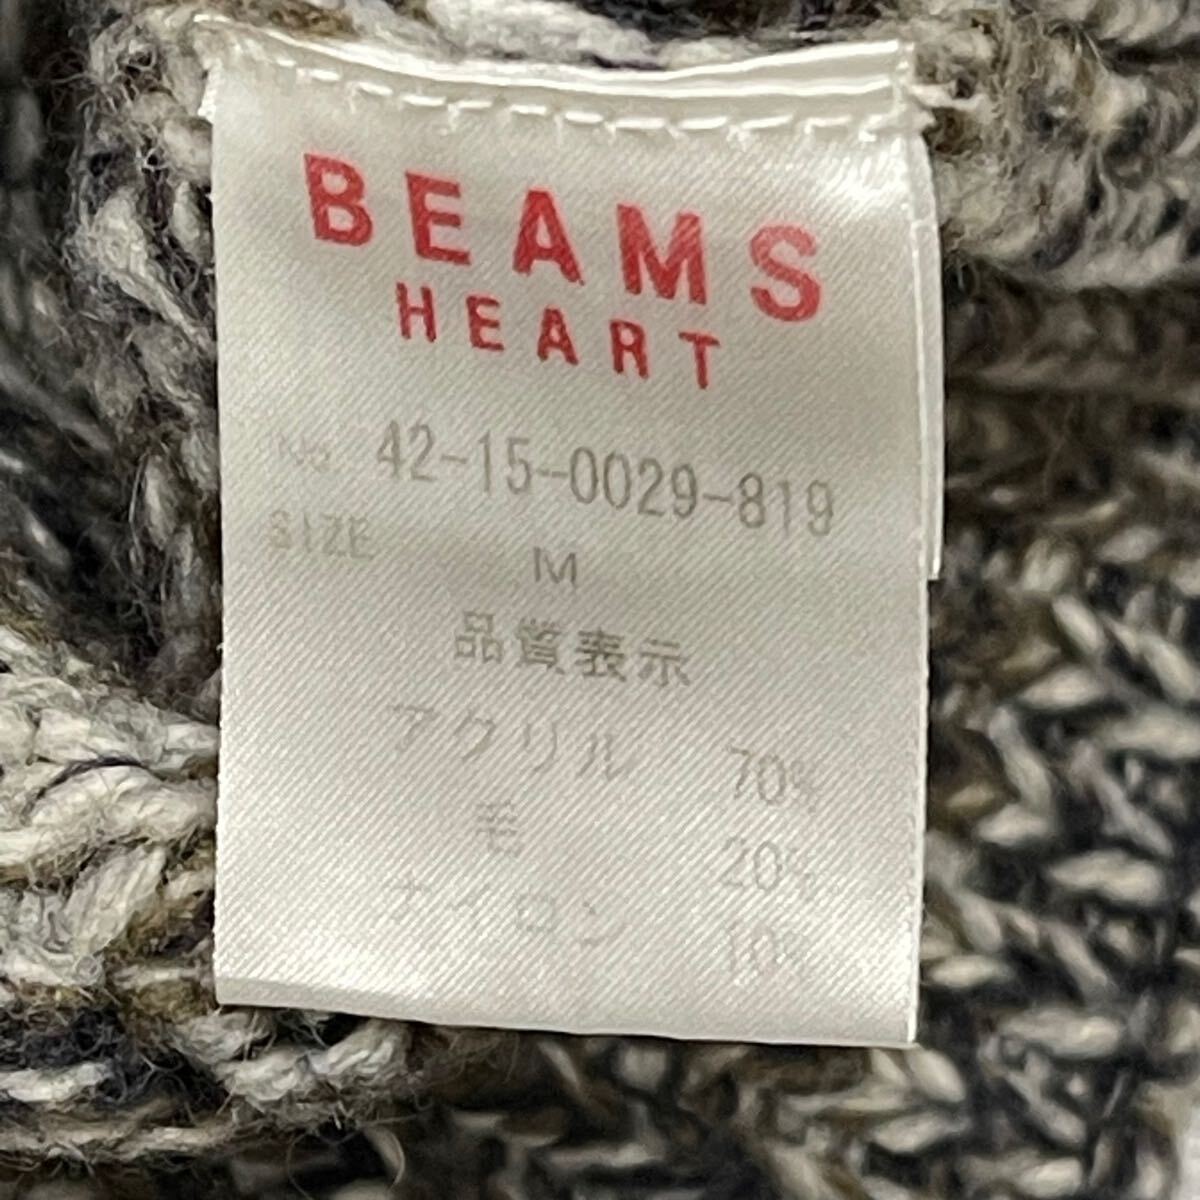 BEAMS
HEART
No. 42-15-0029-819
SIZE M
品質表示
アクリル 70%
毛 20%
ナイロン 10%